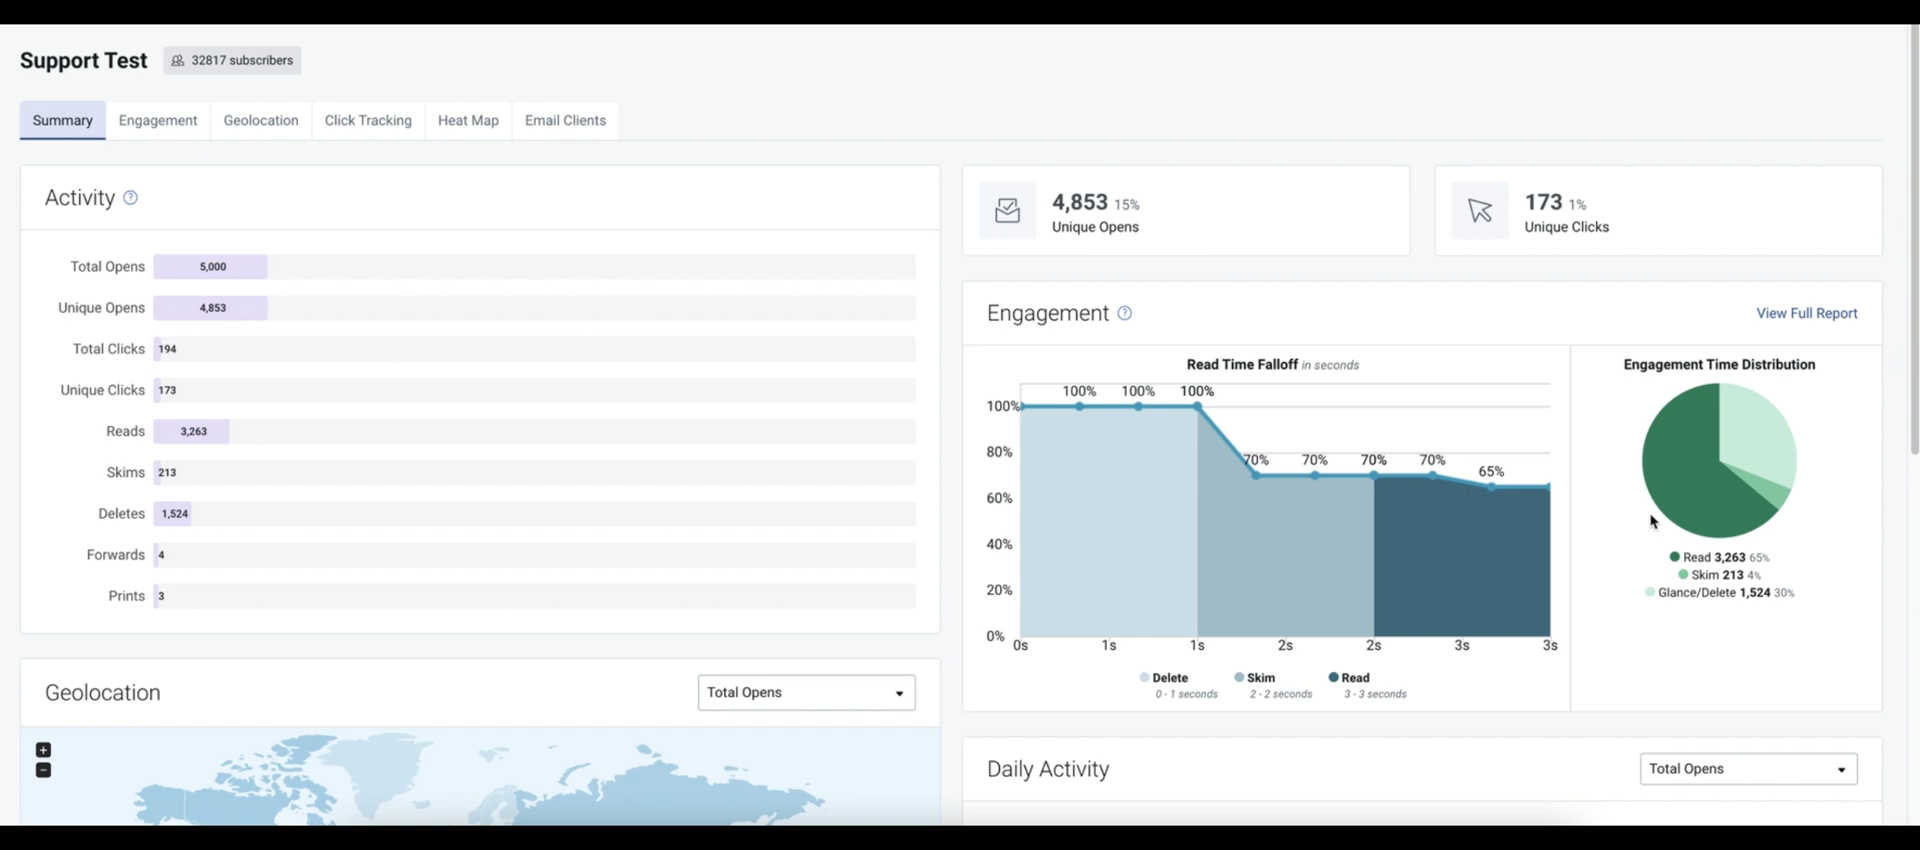 Support Test
32817 subscribers
Summary
Engagement
Geolocation
Click Tracking
Heat Map
Email Clients
Activity ?
Total Opens 5,000
Unique Opens 4,853
Total Clicks 194
Unique Clicks 173
Reads 3,263
Skims 213
Deletes 1,524
Forwards 4
Prints 3
Geolocation
Total Opens
+
−
4,853 15%
Unique Opens
173 1%
Unique Clicks
Engagement ?
View Full Report
Read Time Falloff in seconds
100% 100% 100%
100%
80%
70% 70% 70% 70%
65%
60%
40%
20%
0%
0s 1s 1s 2s 2s 3s 3s
Delete Skim Read
0 - 1 seconds 2 - 2 seconds 3 - 3 seconds
Engagement Time Distribution
Read 3,263 65%
Skim 213 4%
Glance/Delete 1,524 30%
Daily Activity
Total Opens